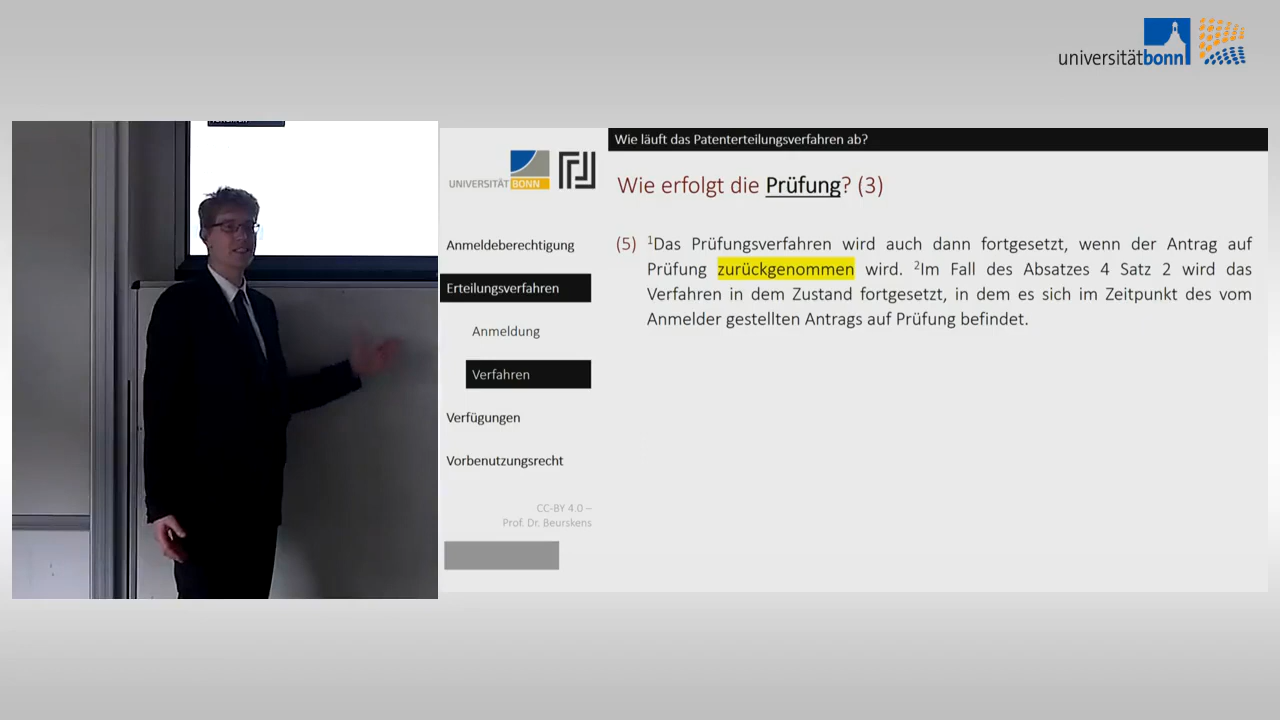 universitätbonn
Wie läuft das Patenterteilungsverfahren ab?
UNIVERSITÄT BONN
Wie erfolgt die Prüfung? (3)
Anmeldeberechtigung
Erteilungsverfahren
Anmeldung
Verfahren
Verfügungen
Vorbenutzungsrecht
CC-BY 4.0 –
Prof. Dr. Beurskens
(5) ¹Das Prüfungsverfahren wird auch dann fortgesetzt, wenn der Antrag auf
Prüfung zurückgenommen wird. ²Im Fall des Absatzes 4 Satz 2 wird das
Verfahren in dem Zustand fortgesetzt, in dem es sich im Zeitpunkt des vom
Anmelder gestellten Antrags auf Prüfung befindet.